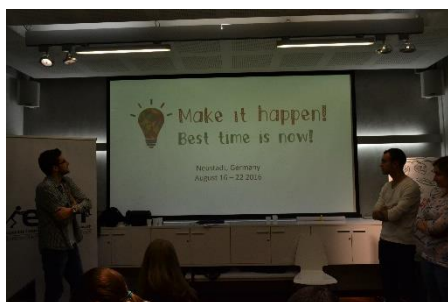 Make it happen!
Best time is now!
Neustadt, Germany
August 16 – 22 2016